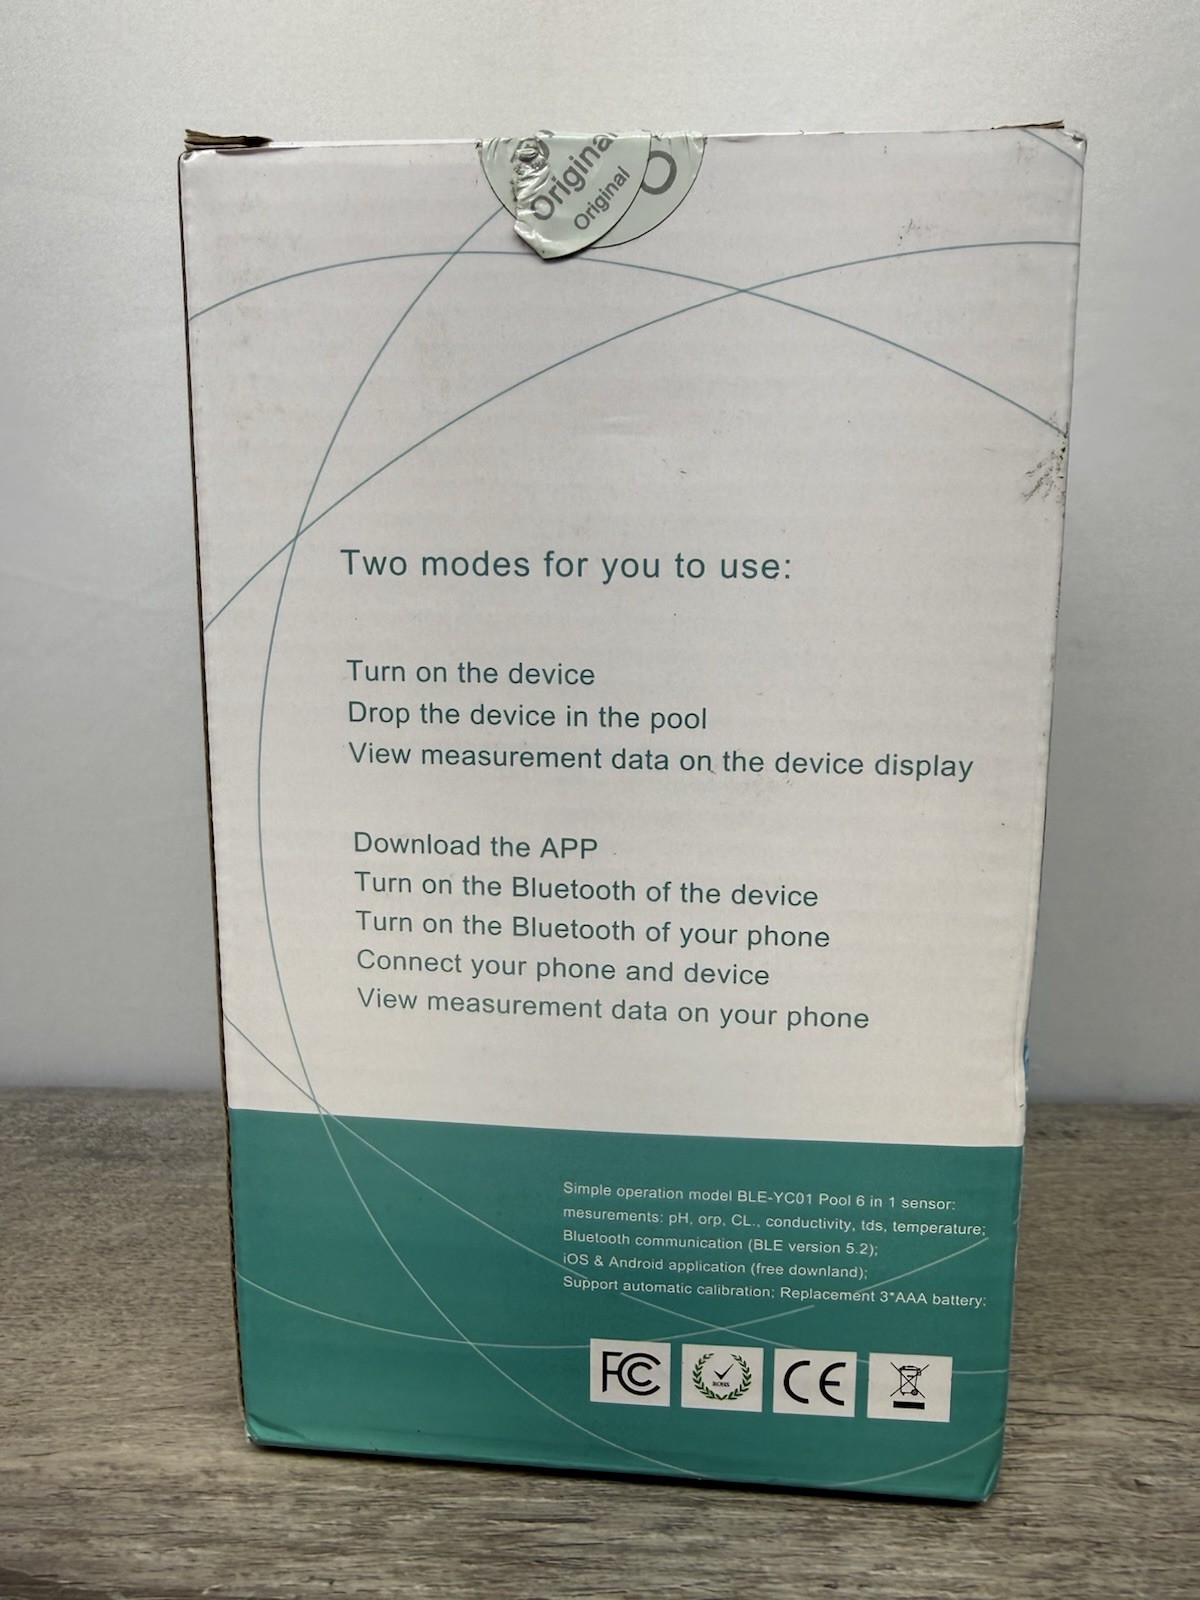 Original
Original
Two modes for you to use:
Turn on the device
Drop the device in the pool
View measurement data on the device display
Download the APP
Turn on the Bluetooth of the device
Turn on the Bluetooth of your phone
Connect your phone and device
View measurement data on your phone
Simple operation model BLE-YC01 Pool 6 in 1 sensor:
mesurements: pH, orp, CL., conductivity, tds, temperature;
Bluetooth communication (BLE version 5.2);
iOS & Android application (free downland);
Support automatic calibration; Replacement 3*AAA battery;
FC ROHS CE